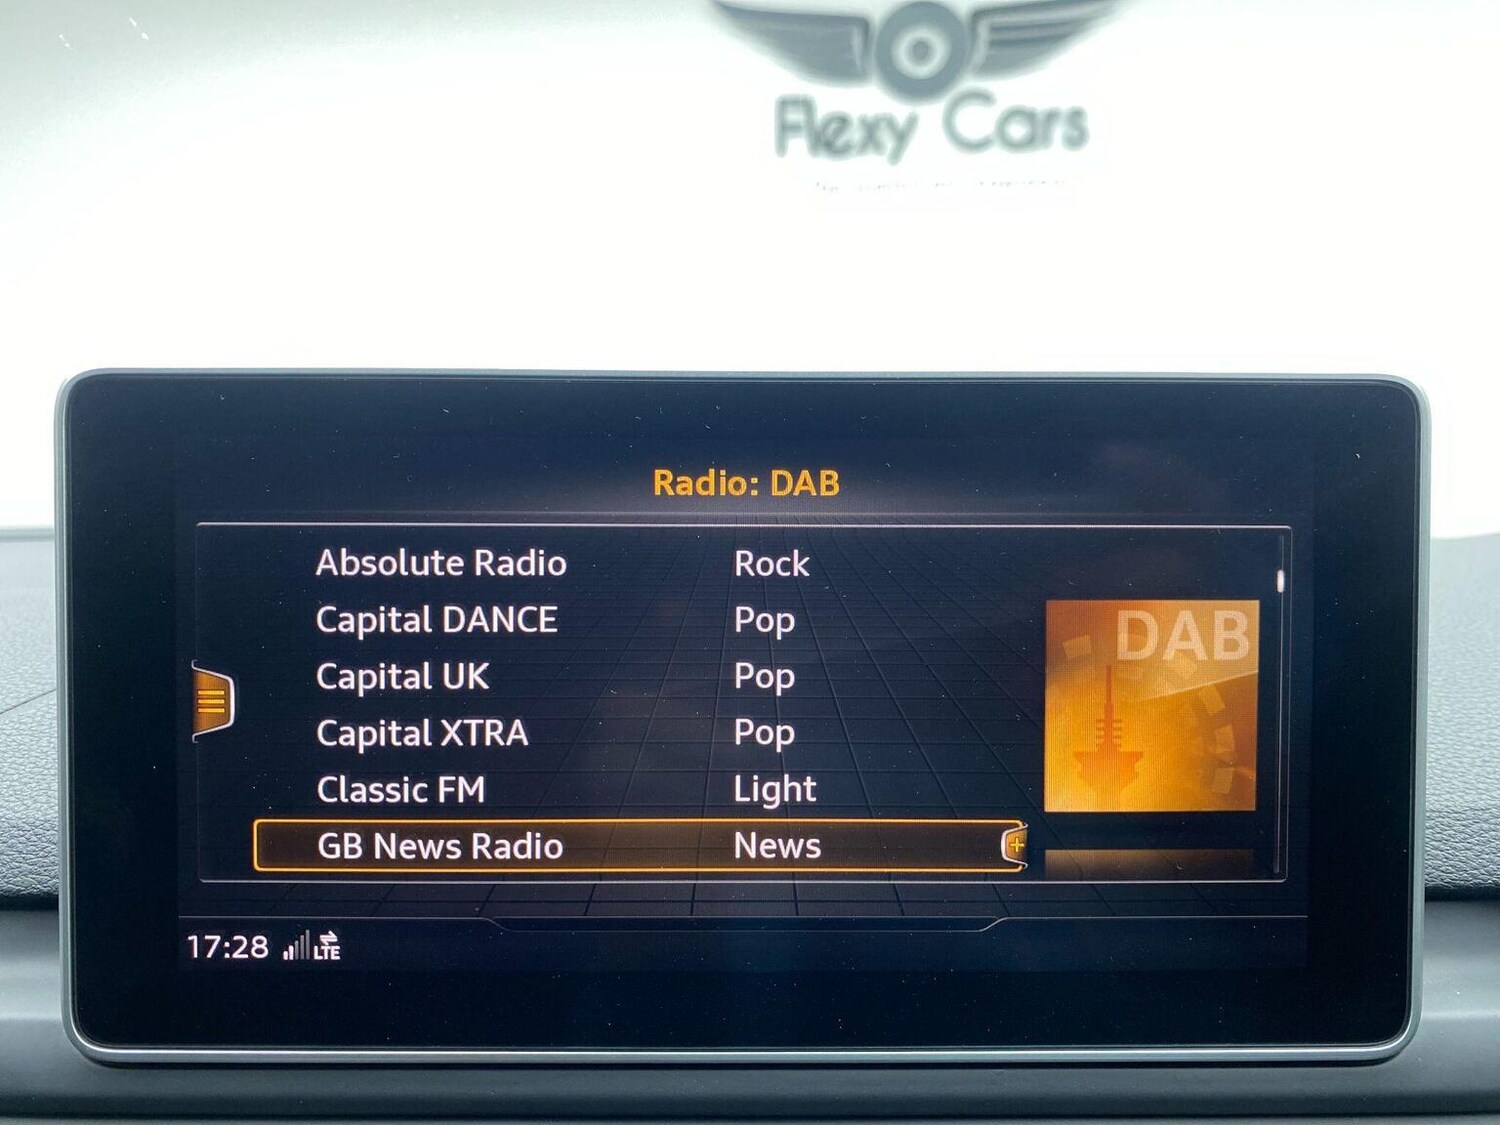 Flexy Cars
Radio: DAB
Absolute Radio Rock
Capital DANCE Pop
Capital UK Pop
Capital XTRA Pop
Classic FM Light
GB News Radio News
DAB
17:28 LTE